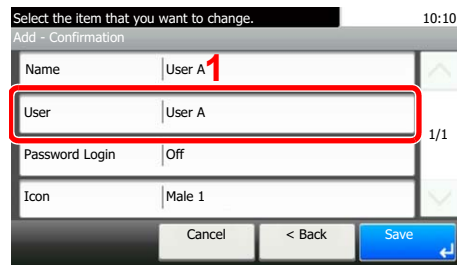 Select the item that you want to change.
10:10
Add - Confirmation
Name User A 1
User User A
1/1
Password Login Off
Icon Male 1
Cancel < Back Save